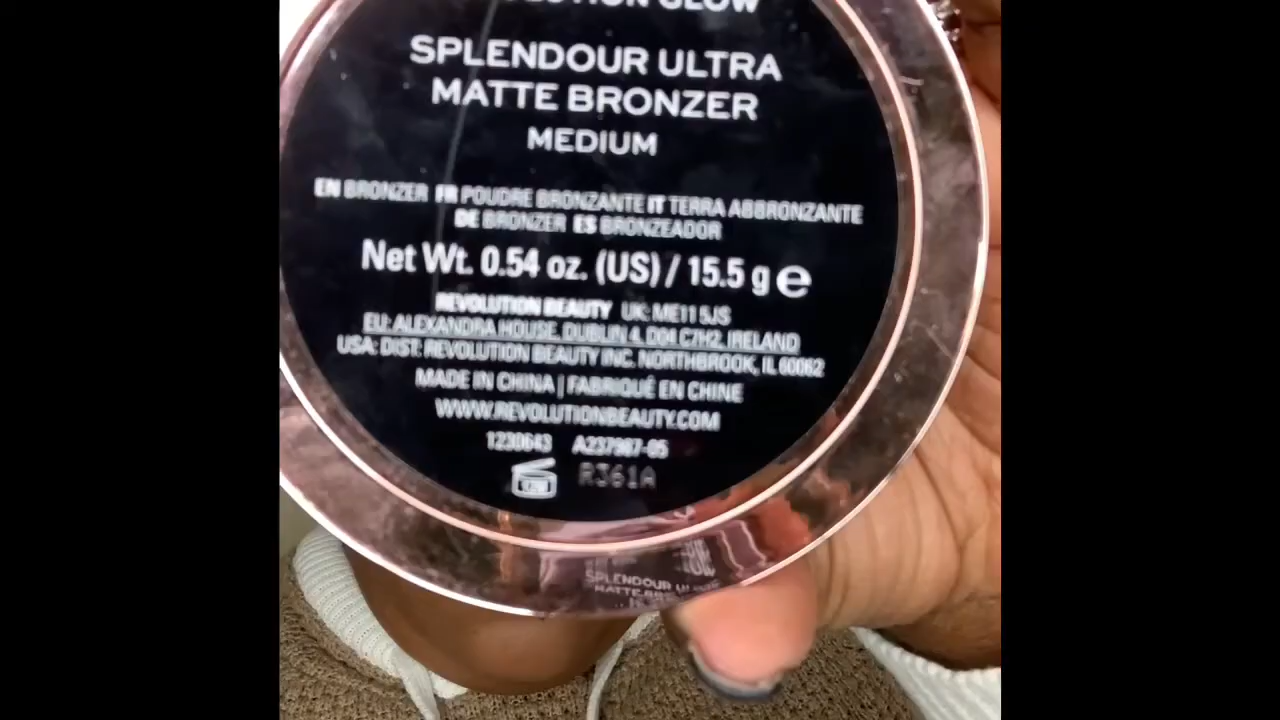 GLOW
SPLENDOUR ULTRA
MATTE BRONZER
MEDIUM
EN BRONZER FR POUDRE BRONZANTE IT TERRA ABBRONZANTE
DE BRONZER ES BRONZEADOR
Net Wt. 0.54 oz. (US) / 15.5 g e
REVOLUTION BEAUTY UK: ME11 5JS
EU: ALEXANDRA HOUSE, DUBLIN 4, D04 C7H2, IRELAND
USA: DIST: REVOLUTION BEAUTY INC. NORTHBROOK, IL 60062
MADE IN CHINA | FABRIQUÉ EN CHINE
WWW.REVOLUTIONBEAUTY.COM
1230643 A237987-05
R361A
SPLENDOUR
MATTE